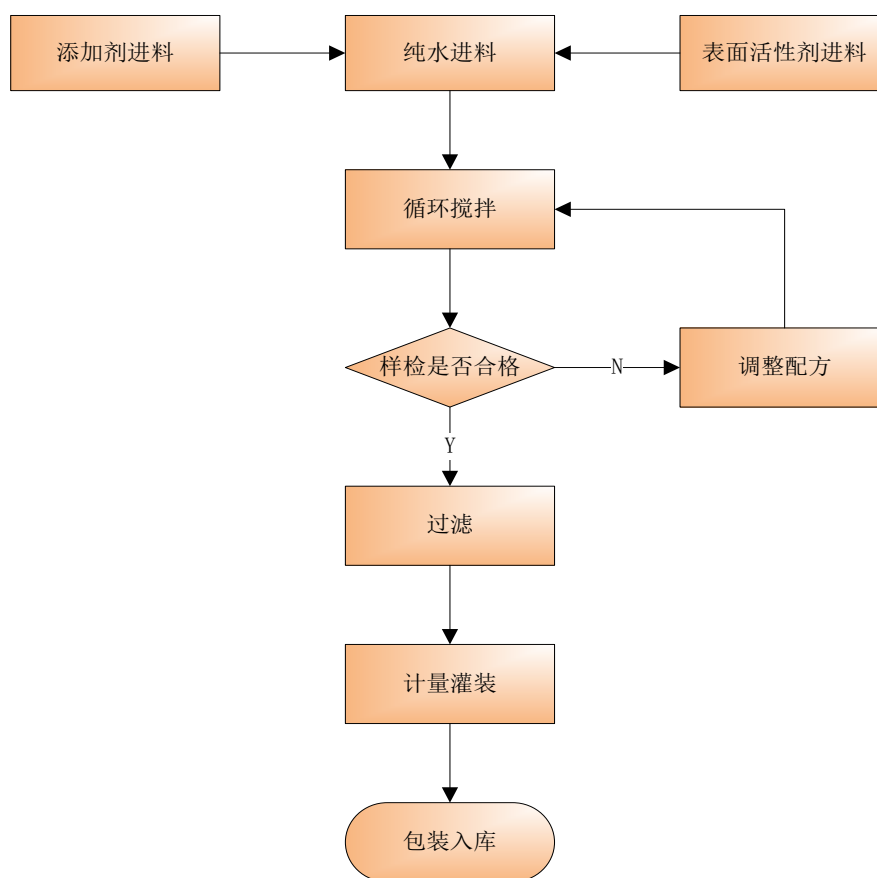 添加剂进料
纯水进料
表面活性剂进料
循环搅拌
样检是否合格
N
调整配方
Y
过滤
计量灌装
包装入库